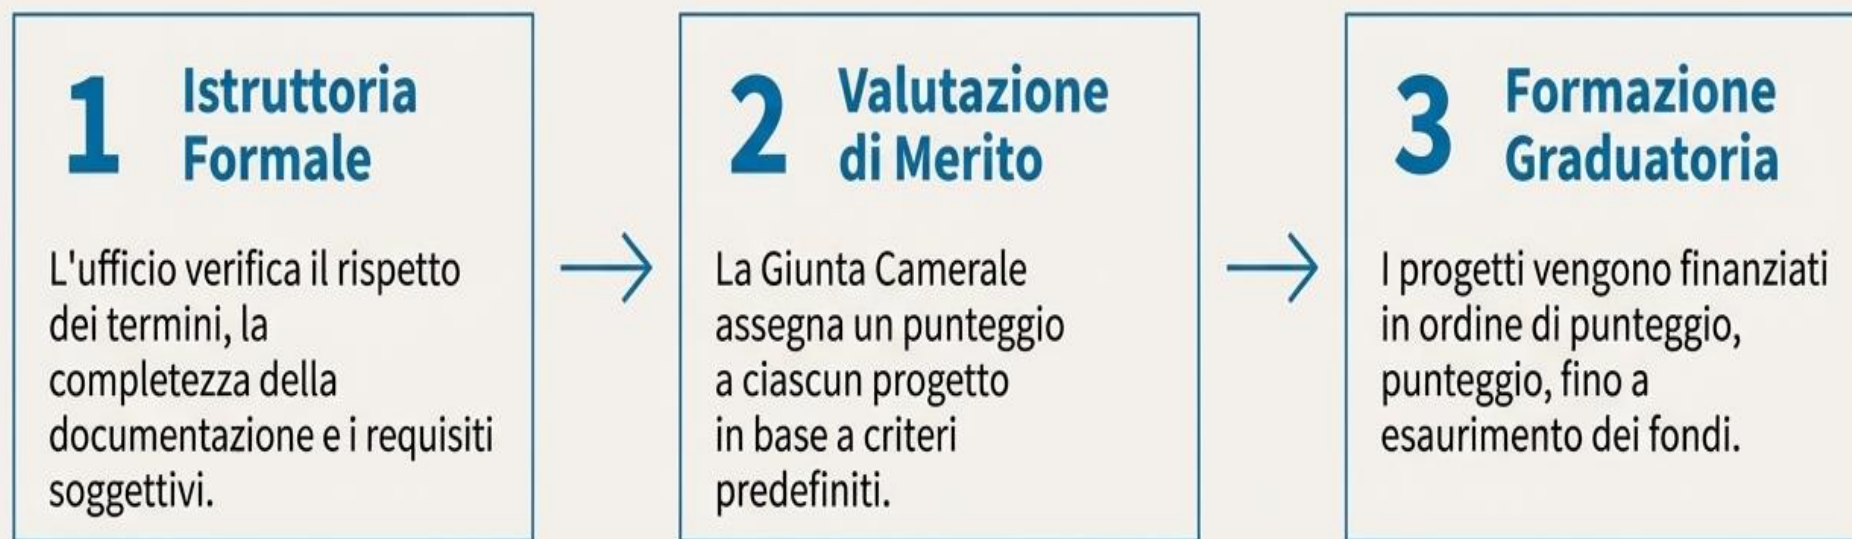 1
Istruttoria
Formale
L'ufficio verifica il rispetto
dei termini, la
completezza della
documentazione e i requisiti
soggettivi.
2
Valutazione
di Merito
La Giunta Camerale
assegna un punteggio
a ciascun progetto
in base a criteri
predefiniti.
3
Formazione
Graduatoria
I progetti vengono finanziati
in ordine di punteggio,
punteggio, fino a
esaurimento dei fondi.